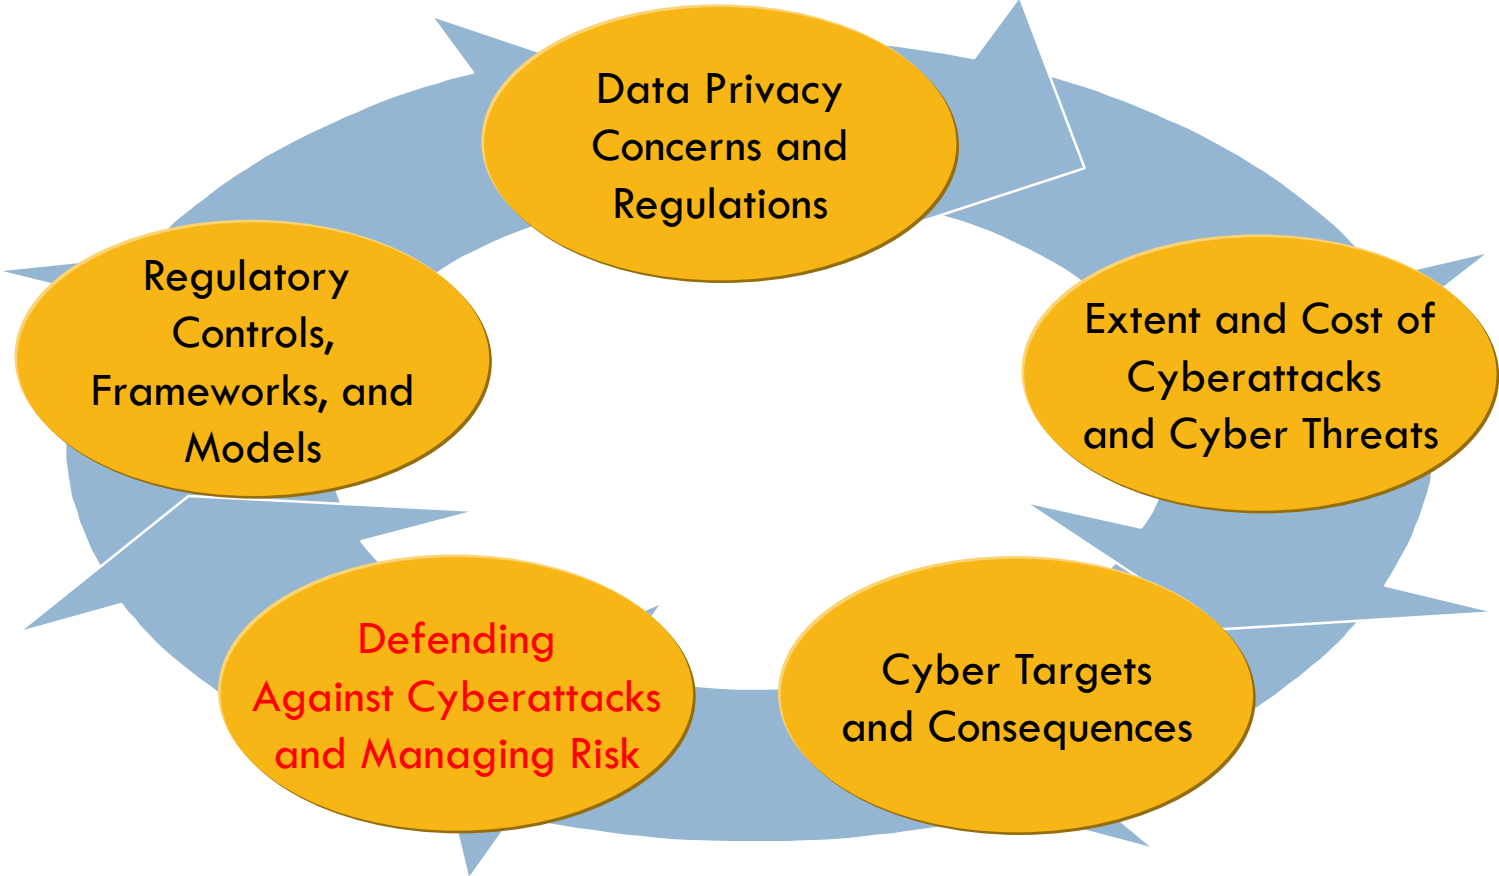 Data Privacy
Concerns and
Regulations
Extent and Cost of
Cyberattacks
and Cyber Threats
Cyber Targets
and Consequences
Defending
Against Cyberattacks
and Managing Risk
Regulatory
Controls,
Frameworks, and
Models